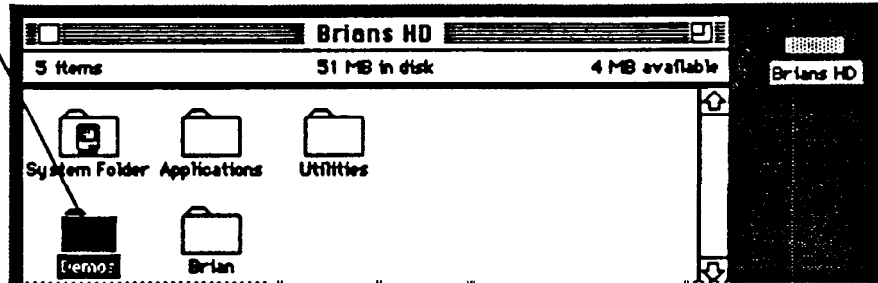 Brians HD
5 items 51 MB in disk 4 MB available
Brians HD
System Folder Applications Utilities
Demos Brian